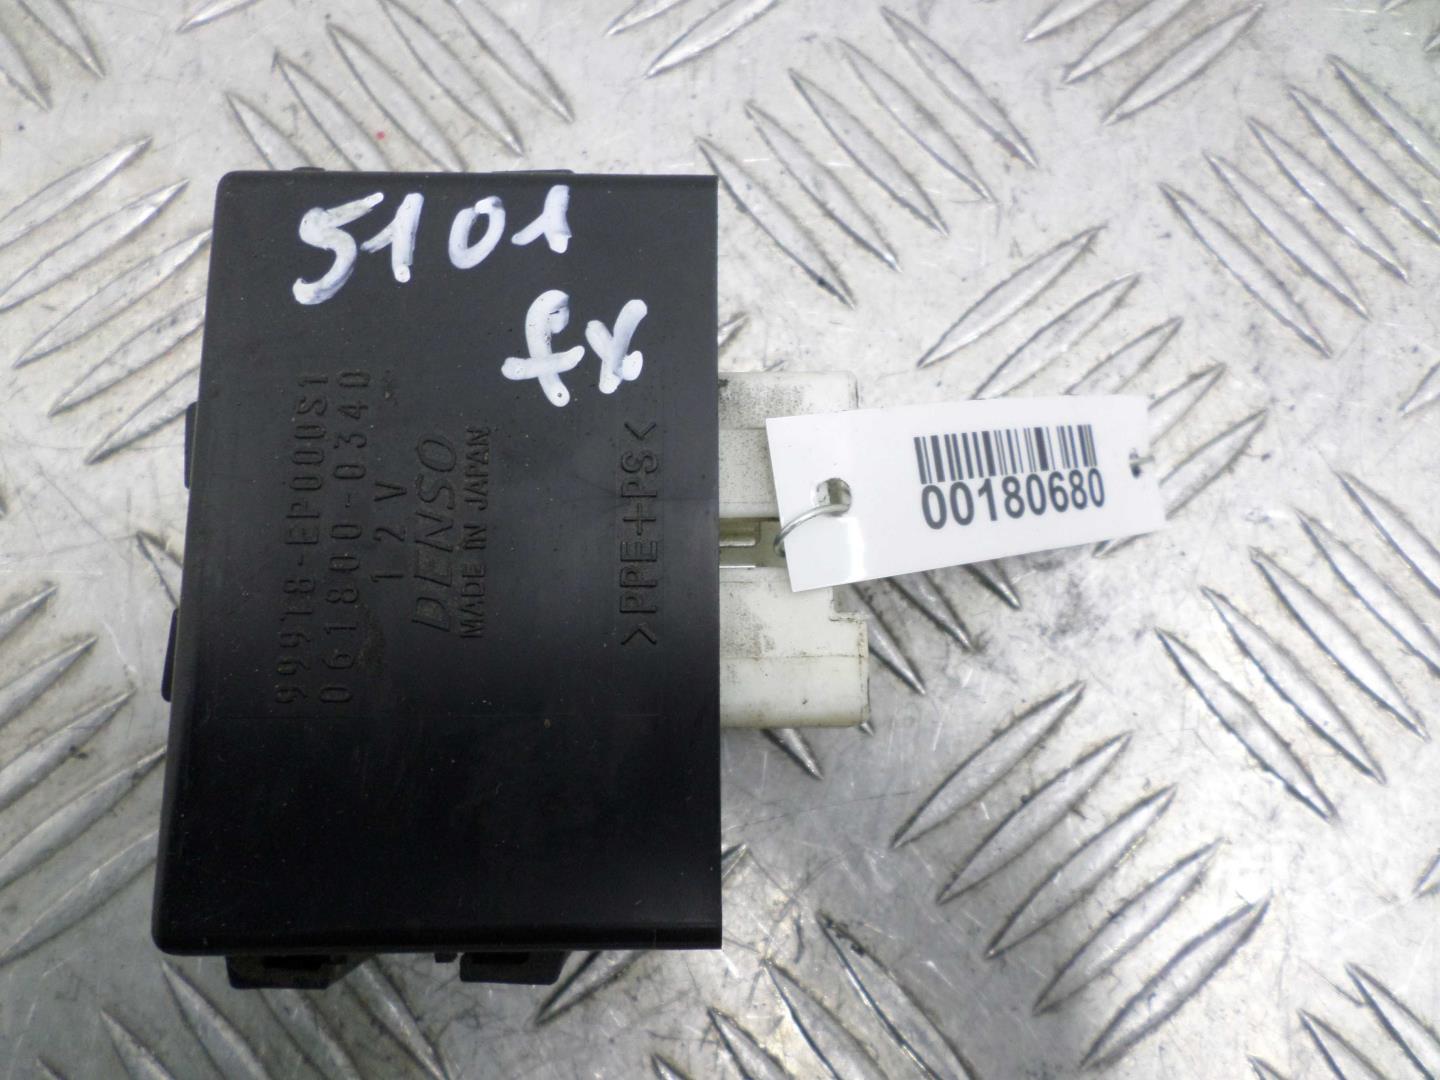 5101
fx
99918-EP000S1
061800-0340
12V
DENSO
MADE IN JAPAN
>PPE+PS<
00180680